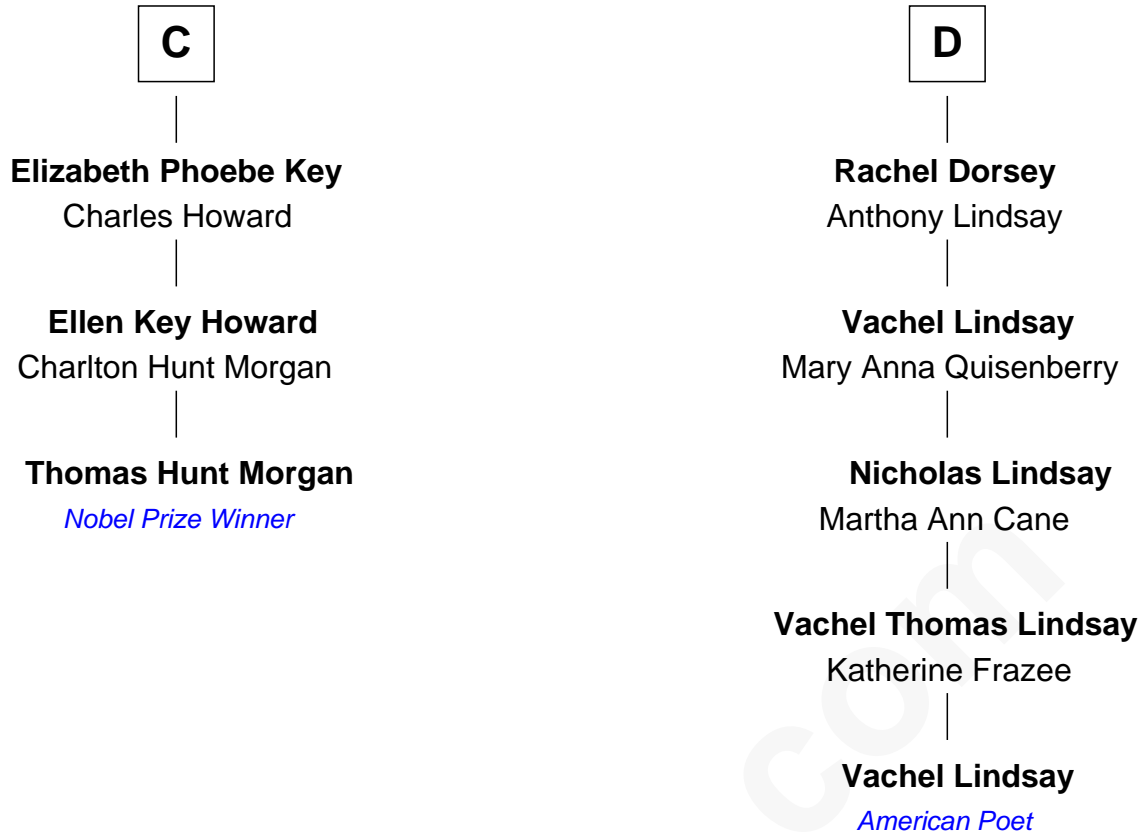 C
Elizabeth Phoebe Key
Charles Howard
Ellen Key Howard
Charlton Hunt Morgan
Thomas Hunt Morgan
Nobel Prize Winner
D
Rachel Dorsey
Anthony Lindsay
Vachel Lindsay
Mary Anna Quisenberry
Nicholas Lindsay
Martha Ann Cane
Vachel Thomas Lindsay
Katherine Frazee
Vachel Lindsay
American Poet
com